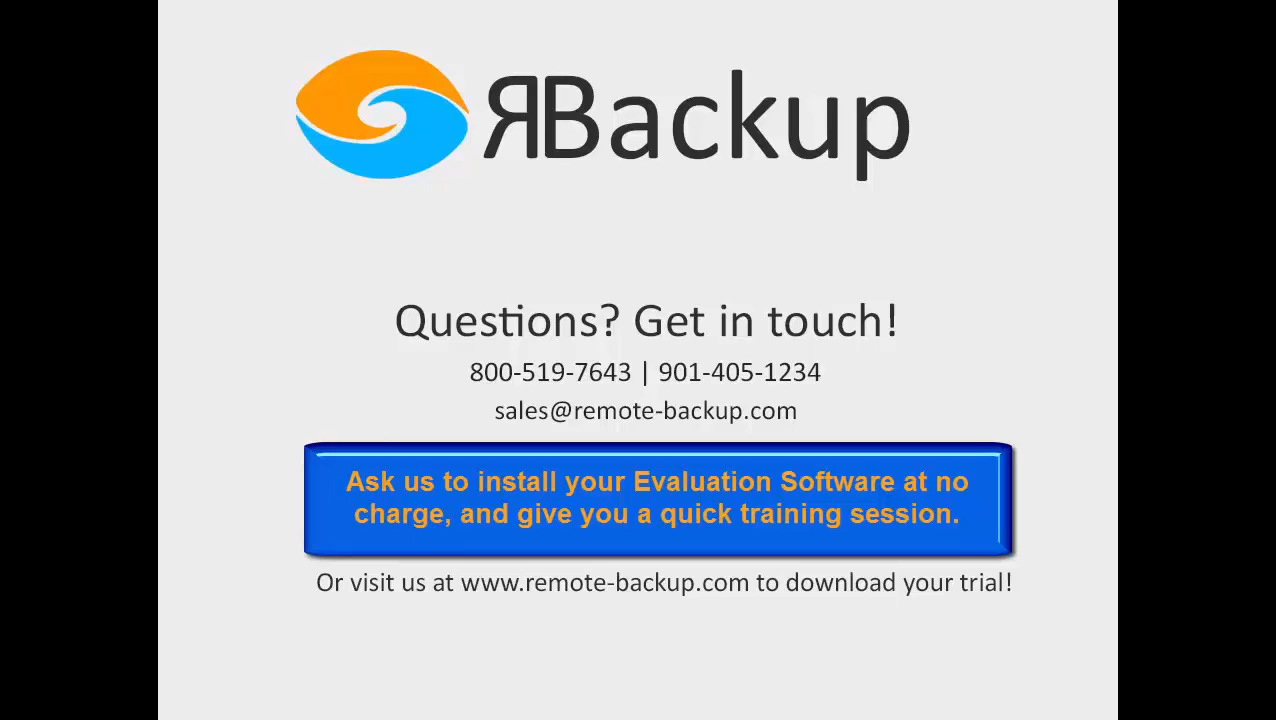 RBackup
Questions? Get in touch!
800-519-7643 | 901-405-1234
sales@remote-backup.com
Ask us to install your Evaluation Software at no
charge, and give you a quick training session.
Or visit us at www.remote-backup.com to download your trial!